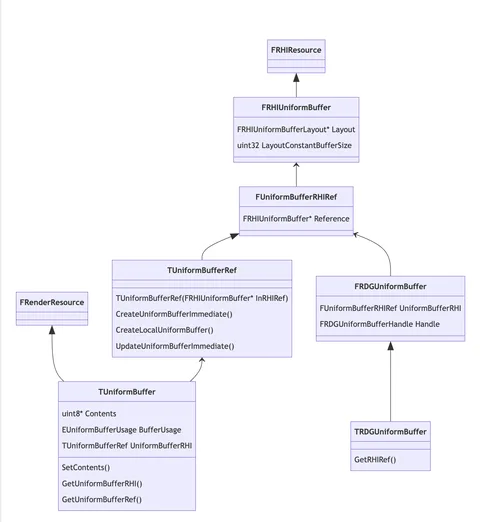 FRHIResource
FRHIUniformBuffer
FRHIUniformBufferLayout* Layout
uint32 LayoutConstantBufferSize
FUniformBufferRHIRef
FRHIUniformBuffer* Reference
TUniformBufferRef
TUniformBufferRef(FRHIUniformBuffer* InRHIRef)
CreateUniformBufferImmediate()
CreateLocalUniformBuffer()
UpdateUniformBufferImmediate()
FRDGUniformBuffer
FUniformBufferRHIRef UniformBufferRHI
FRDGUniformBufferHandle Handle
FRenderResource
TUniformBuffer
uint8* Contents
EUniformBufferUsage BufferUsage
TUniformBufferRef UniformBufferRHI
SetContents()
GetUniformBufferRHI()
GetUniformBufferRef()
TRDGUniformBuffer
GetRHIRef()